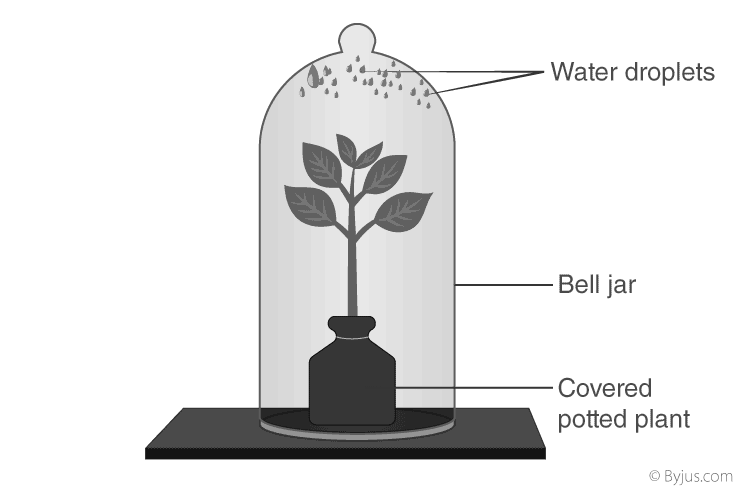 Water droplets
Bell jar
Covered
potted plant
© Byjus.com